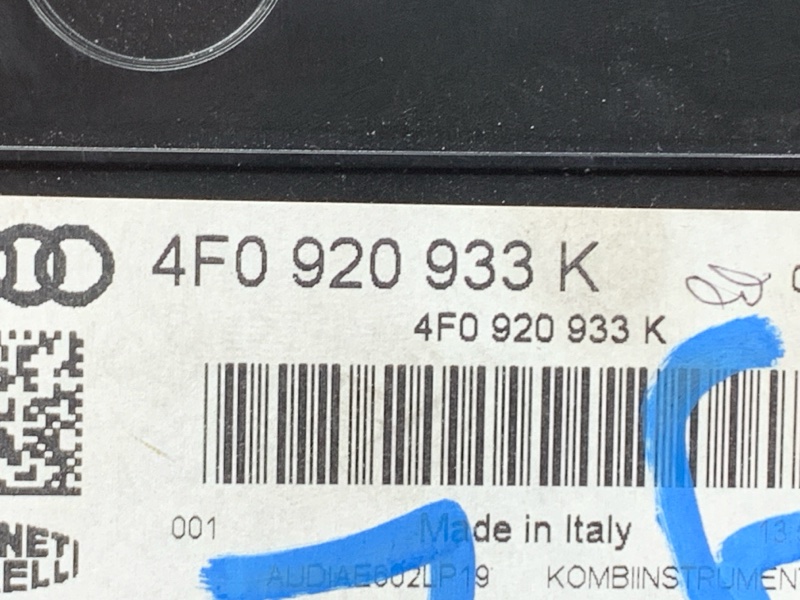 4F0 920 933 K
4F0 920 933 K
001
Made in Italy
AUDIAE602LP19 KOMBIINSTRUMENT